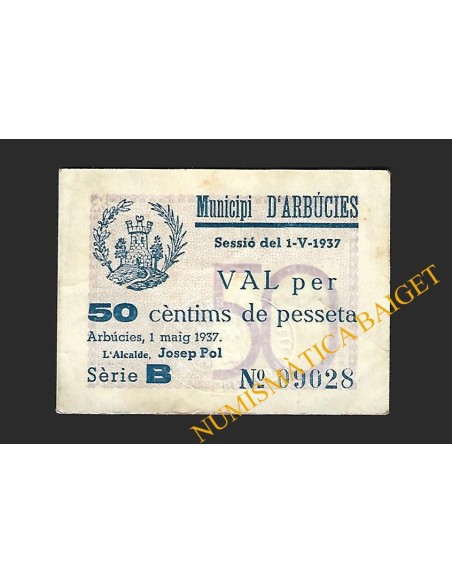 Municipi D'ARBÚCIES
Sessió del 1-V-1937
VAL per
50 cèntims de pesseta
50
Arbúcies, 1 maig 1937.
L'Alcalde, Josep Pol
Sèrie B Nº 09028
NUMISMÀTICA BAIGET